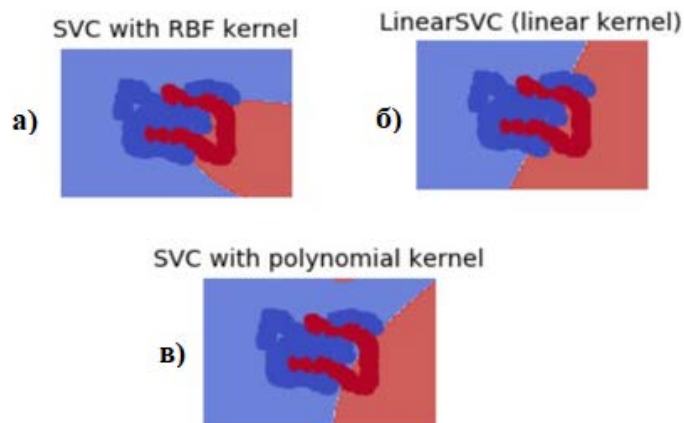 SVC with RBF kernel
LinearSVC (linear kernel)
а)
б)
SVC with polynomial kernel
в)